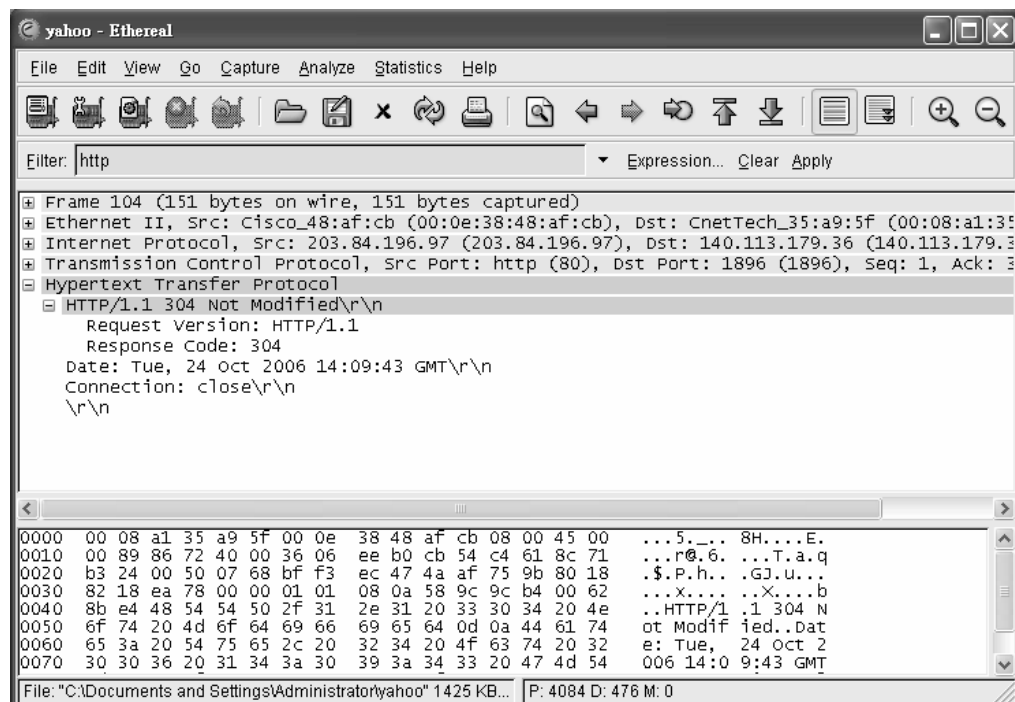 yahoo - Ethereal
File Edit View Go Capture Analyze Statistics Help
Filter: http Expression... Clear Apply
Frame 104 (151 bytes on wire, 151 bytes captured)
Ethernet II, Src: Cisco_48:af:cb (00:0e:38:48:af:cb), Dst: CnetTech_35:a9:5f (00:08:a1:35
Internet Protocol, Src: 203.84.196.97 (203.84.196.97), Dst: 140.113.179.36 (140.113.179.3
Transmission Control Protocol, Src Port: http (80), Dst Port: 1896 (1896), Seq: 1, Ack: 3
Hypertext Transfer Protocol
HTTP/1.1 304 Not Modified\r\n
Request Version: HTTP/1.1
Response Code: 304
Date: Tue, 24 Oct 2006 14:09:43 GMT\r\n
Connection: close\r\n
\r\n
0000 00 08 a1 35 a9 5f 00 0e 38 48 af cb 08 00 45 00 ...5._.. 8H....E.
0010 00 89 86 72 40 00 36 06 ee b0 cb 54 c4 61 8c 71 ...r@.6. ...T.a.q
0020 b3 24 00 50 07 68 bf f3 ec 47 4a af 75 9b 80 18 .$.P.h.. .GJ.u...
0030 82 18 ea 78 00 00 01 01 08 0a 58 9c 9c b4 00 62 ...x.... ..X....b
0040 8b e4 48 54 54 50 2f 31 2e 31 20 33 30 34 20 4e ..HTTP/1 .1 304 N
0050 6f 74 20 4d 6f 64 69 66 69 65 64 0d 0a 44 61 74 ot Modif ied..Dat
0060 65 3a 20 54 75 65 2c 20 32 34 20 4f 63 74 20 32 e: Tue, 24 Oct 2
0070 30 30 36 20 31 34 3a 30 39 3a 34 33 20 47 4d 54 006 14:0 9:43 GMT
File: "C:\Documents and Settings\Administrator\yahoo" 1425 KB... P: 4084 D: 476 M: 0